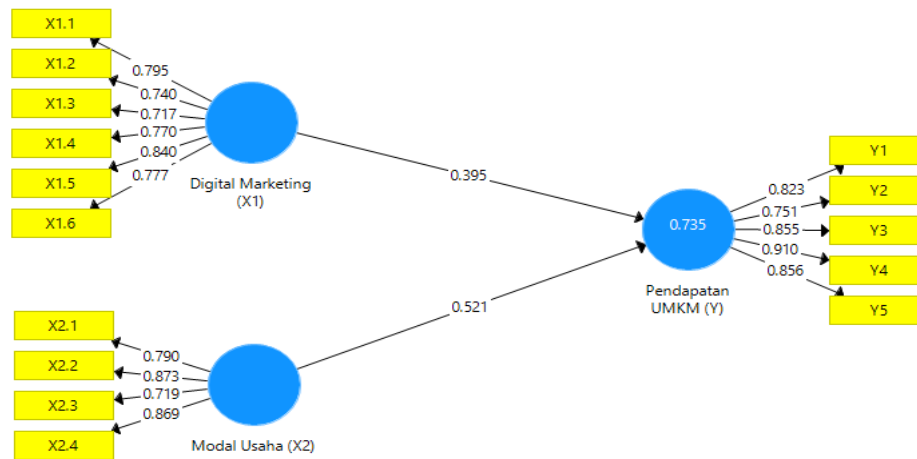 X1.1
X1.2
X1.3
X1.4
X1.5
X1.6
0.795
0.740
0.717
0.770
0.840
0.777
Digital Marketing
(X1)
0.395
X2.1
X2.2
X2.3
X2.4
0.790
0.873
0.719
0.869
Modal Usaha (X2)
0.521
0.735
Pendapatan
UMKM (Y)
0.823
0.751
0.855
0.910
0.856
Y1
Y2
Y3
Y4
Y5